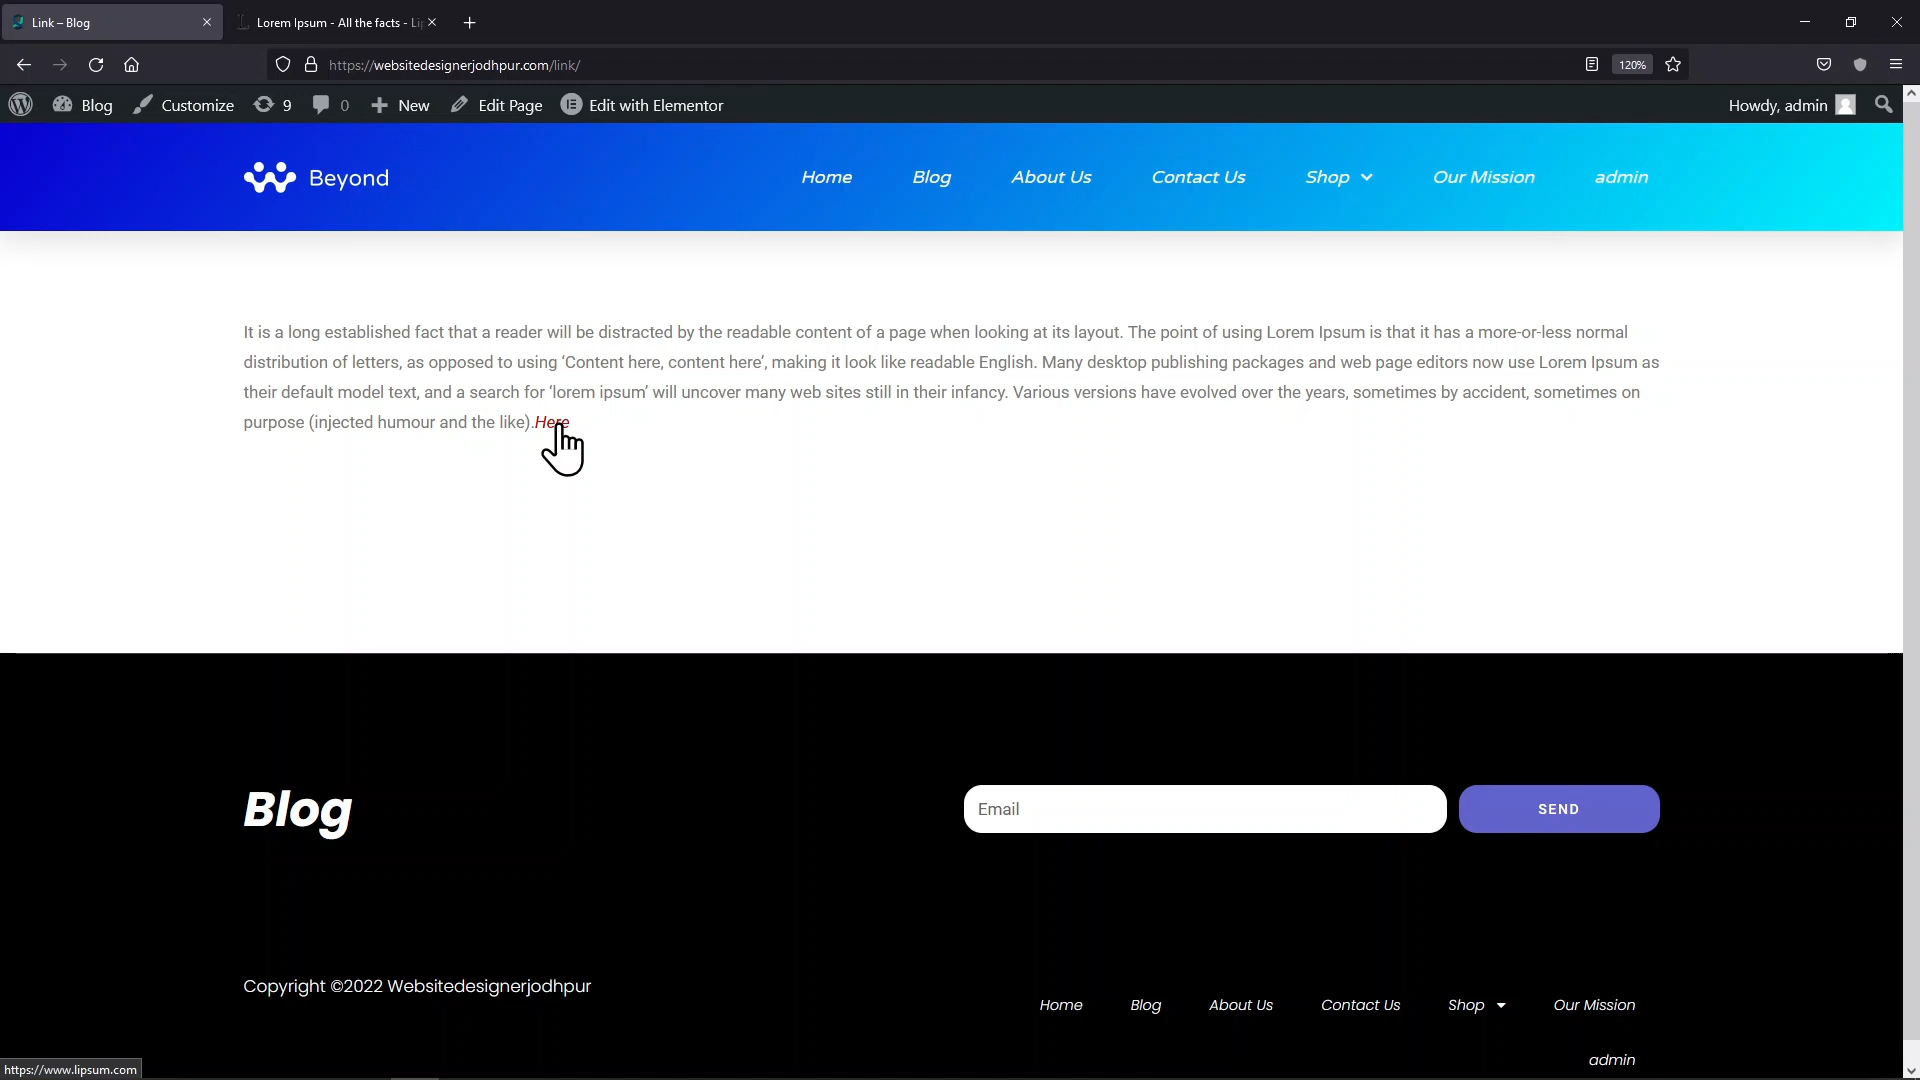 Link – Blog
Lorem Ipsum - All the facts - Li
https://websitedesignerjodhpur.com/link/
120%
Blog
Customize
9
0
New
Edit Page
Edit with Elementor
Howdy, admin
Beyond
Home
Blog
About Us
Contact Us
Shop
Our Mission
admin
It is a long established fact that a reader will be distracted by the readable content of a page when looking at its layout. The point of using Lorem Ipsum is that it has a more-or-less normal
distribution of letters, as opposed to using ‘Content here, content here’, making it look like readable English. Many desktop publishing packages and web page editors now use Lorem Ipsum as
their default model text, and a search for ‘lorem ipsum’ will uncover many web sites still in their infancy. Various versions have evolved over the years, sometimes by accident, sometimes on
purpose (injected humour and the like).Here
Blog
Email
SEND
Copyright ©2022 Websitedesignerjodhpur
Home
Blog
About Us
Contact Us
Shop
Our Mission
admin
https://www.lipsum.com